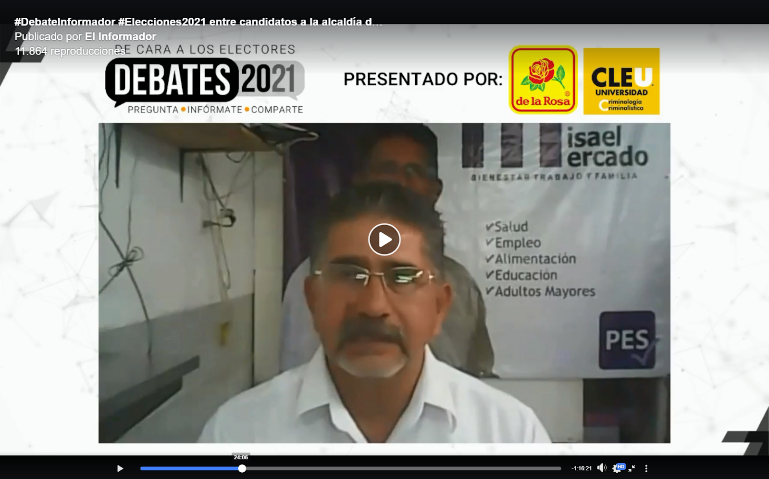 #DebateInformador #Elecciones2021 entre candidatos a la alcaldía d...
Publicado por El Informador
11.864 reproducciones
DE CARA A LOS ELECTORES
DEBATES 2021
PREGUNTA • INFÓRMATE • COMPARTE
PRESENTADO POR:
de la Rosa
CLEU
UNIVERSIDAD
Criminología
Criminalística
isael
ercado
BIENESTAR TRABAJO Y FAMILIA
✓Salud
✓Empleo
✓Alimentación
✓Educación
✓Adultos Mayores
PES
24:06
-1:16:21
HD